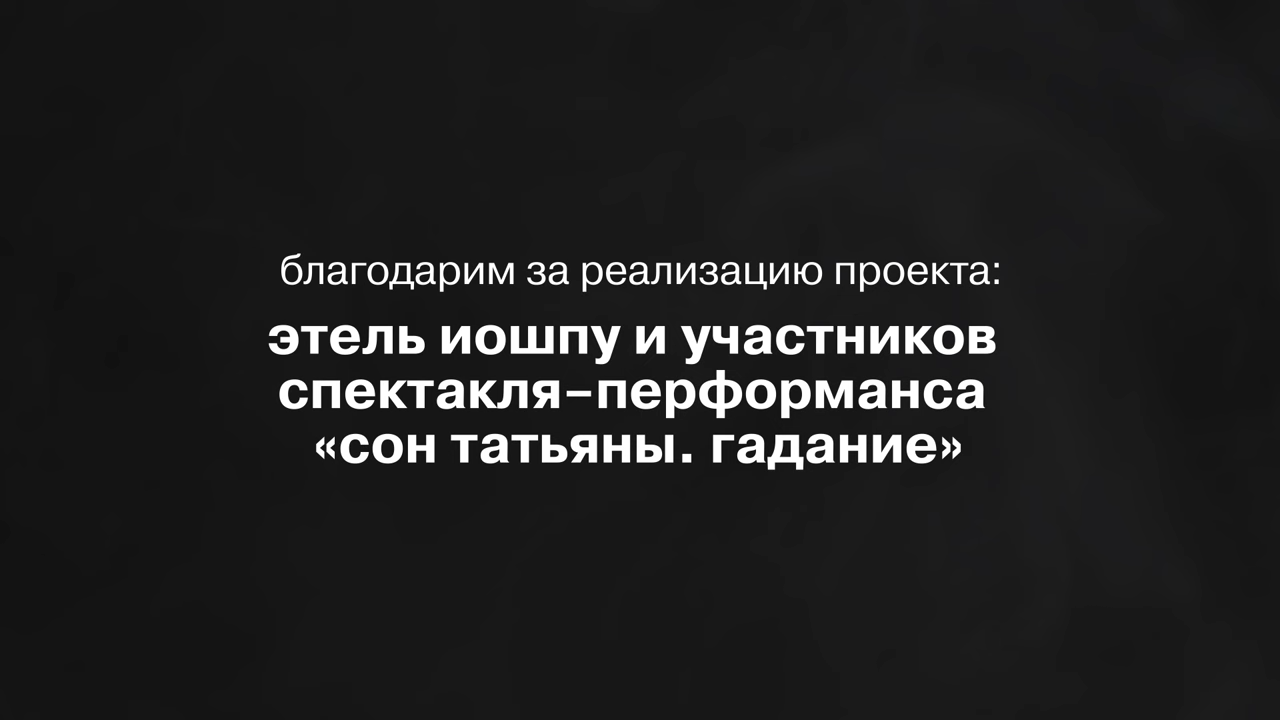 благодарим за реализацию проекта:
этель иошпу и участников
спектакля–перформанса
«сон татьяны. гадание»